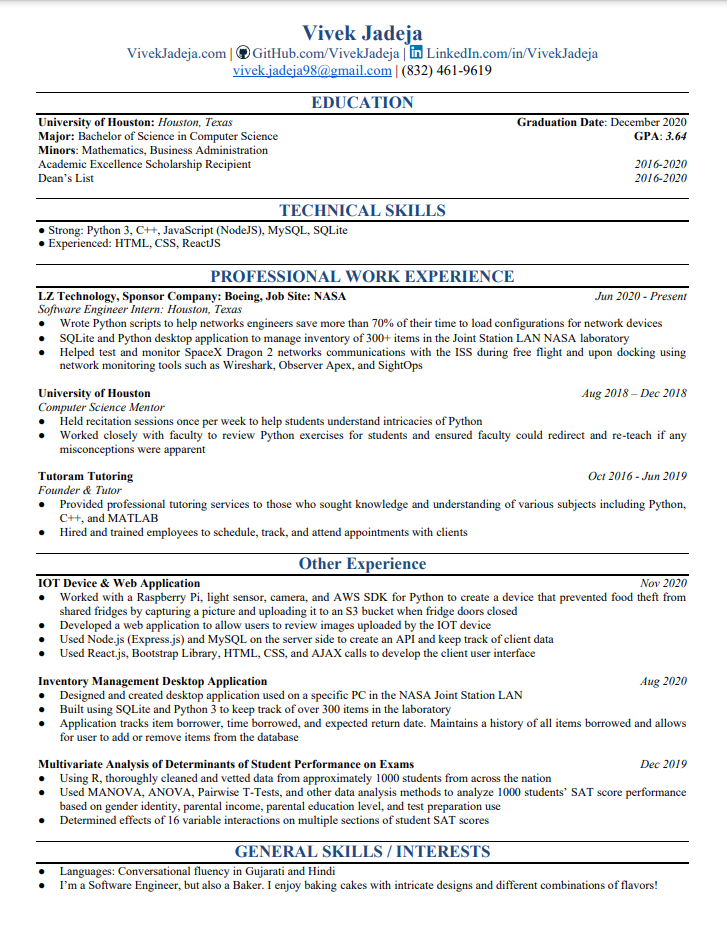 Vivek Jadeja
VivekJadeja.com | GitHub.com/VivekJadeja | LinkedIn.com/in/VivekJadeja
vivek.jadeja98@gmail.com | (832) 461-9619
EDUCATION
University of Houston: Houston, Texas Graduation Date: December 2020
Major: Bachelor of Science in Computer Science GPA: 3.64
Minors: Mathematics, Business Administration
Academic Excellence Scholarship Recipient 2016-2020
Dean's List 2016-2020
TECHNICAL SKILLS
● Strong: Python 3, C++, JavaScript (NodeJS), MySQL, SQLite
● Experienced: HTML, CSS, ReactJS
PROFESSIONAL WORK EXPERIENCE
LZ Technology, Sponsor Company: Boeing, Job Site: NASA Jun 2020 - Present
Software Engineer Intern: Houston, Texas
● Wrote Python scripts to help networks engineers save more than 70% of their time to load configurations for network devices
● SQLite and Python desktop application to manage inventory of 300+ items in the Joint Station LAN NASA laboratory
● Helped test and monitor SpaceX Dragon 2 networks communications with the ISS during free flight and upon docking using
network monitoring tools such as Wireshark, Observer Apex, and SightOps
University of Houston Aug 2018 – Dec 2018
Computer Science Mentor
● Held recitation sessions once per week to help students understand intricacies of Python
● Worked closely with faculty to review Python exercises for students and ensured faculty could redirect and re-teach if any
misconceptions were apparent
Tutoram Tutoring Oct 2016 - Jun 2019
Founder & Tutor
● Provided professional tutoring services to those who sought knowledge and understanding of various subjects including Python,
C++, and MATLAB
● Hired and trained employees to schedule, track, and attend appointments with clients
Other Experience
IOT Device & Web Application Nov 2020
● Worked with a Raspberry Pi, light sensor, camera, and AWS SDK for Python to create a device that prevented food theft from
shared fridges by capturing a picture and uploading it to an S3 bucket when fridge doors closed
● Developed a web application to allow users to review images uploaded by the IOT device
● Used Node.js (Express.js) and MySQL on the server side to create an API and keep track of client data
● Used React.js, Bootstrap Library, HTML, CSS, and AJAX calls to develop the client user interface
Inventory Management Desktop Application Aug 2020
● Designed and created desktop application used on a specific PC in the NASA Joint Station LAN
● Built using SQLite and Python 3 to keep track of over 300 items in the laboratory
● Application tracks item borrower, time borrowed, and expected return date. Maintains a history of all items borrowed and allows
for user to add or remove items from the database
Multivariate Analysis of Determinants of Student Performance on Exams Dec 2019
● Using R, thoroughly cleaned and vetted data from approximately 1000 students from across the nation
● Used MANOVA, ANOVA, Pairwise T-Tests, and other data analysis methods to analyze 1000 students' SAT score performance
based on gender identity, parental income, parental education level, and test preparation use
● Determined effects of 16 variable interactions on multiple sections of student SAT scores
GENERAL SKILLS / INTERESTS
● Languages: Conversational fluency in Gujarati and Hindi
● I'm a Software Engineer, but also a Baker. I enjoy baking cakes with intricate designs and different combinations of flavors!